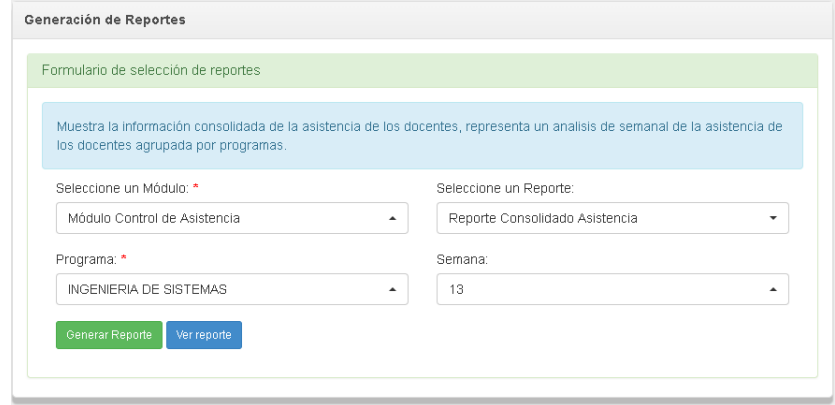 Generación de Reportes
Formulario de selección de reportes
Muestra la información consolidada de la asistencia de los docentes, representa un analisis de semanal de la asistencia de
los docentes agrupada por programas.
Seleccione un Módulo: *
Seleccione un Reporte:
Módulo Control de Asistencia
Reporte Consolidado Asistencia
Programa: *
Semana:
INGENIERIA DE SISTEMAS
13
Generar Reporte
Ver reporte